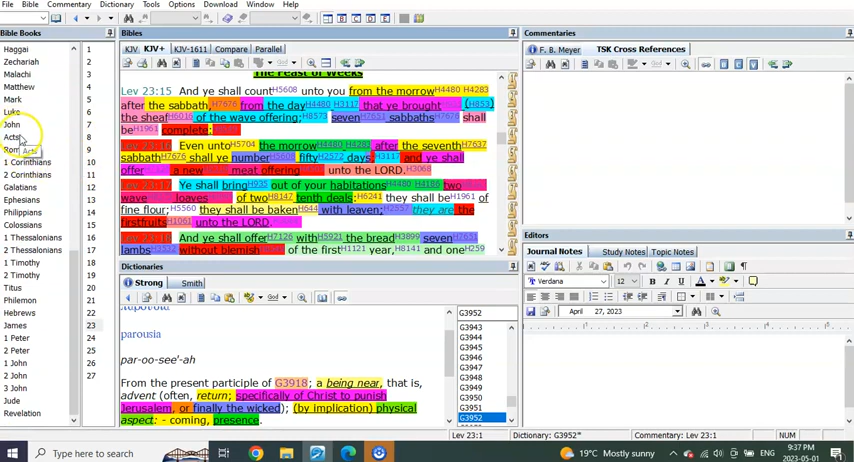 File Bible Commentary Dictionary Tools Options Download Window Help
Bible Books
Haggai
Zechariah
Malachi
Matthew
Mark
Luke
John
Acts
Acts
1 Corinthians
2 Corinthians
Galatians
Ephesians
Philippians
Colossians
1 Thessalonians
2 Thessalonians
1 Timothy
2 Timothy
Titus
Philemon
Hebrews
James
1 Peter
2 Peter
1 John
2 John
3 John
Jude
Revelation
1
2
3
4
5
6
7
8
9
10
11
12
13
14
15
16
17
18
19
20
21
22
23
24
25
26
27
Bibles
KJV KJV+ KJV-1611 Compare Parallel
The Feast of Weeks
Lev 23:15 And ye shall count H5608 unto you from the morrow H4480 H4283
after the sabbath, H7676 from the day H4480 H3117 that ye brought H935 (H853)
the sheaf H6016 of the wave offering; H8573 seven H7651 sabbaths H7676 shall
be H1961 complete:
Lev 23:16 Even unto H5704 the morrow H4480 H4283 after the seventh H7637
sabbath H7676 shall ye number H5608 fifty H2572 days; H3117 and ye shall
offer a new meat offering unto the LORD. H3068
Lev 23:17 Ye shall bring H935 out of your habitations H4480 H4186 two
wave loaves of two H8147 tenth deals: H6241 they shall be H1961 of
fine flour; H5560 they shall be baken H644 with leaven; H2557 they are the
firstfruits H1061 unto the LORD.
Lev 23:18 And ye shall offer H7126 with H5921 the bread seven H7651
lambs H3532 without blemish of the first H1121 year, H8141 and one H259
Dictionaries
Strong Smith
parousia
par-oo-see'-ah
From the present participle of G3918; a being near, that is,
advent (often, return; specifically of Christ to punish
Jerusalem, or finally the wicked); (by implication) physical
aspect: - coming, presence.
G3952
G3943
G3944
G3945
G3946
G3947
G3948
G3949
G3950
G3951
G3952
Commentaries
F. B. Meyer TSK Cross References
Editors
Journal Notes Study Notes Topic Notes
Verdana 12
April 27, 2023
Lev 23:1 Dictionary: G3952* Commentary: Lev 23:1 NUM
Type here to search
19°C Mostly sunny ENG
9:37 PM
2023-05-01